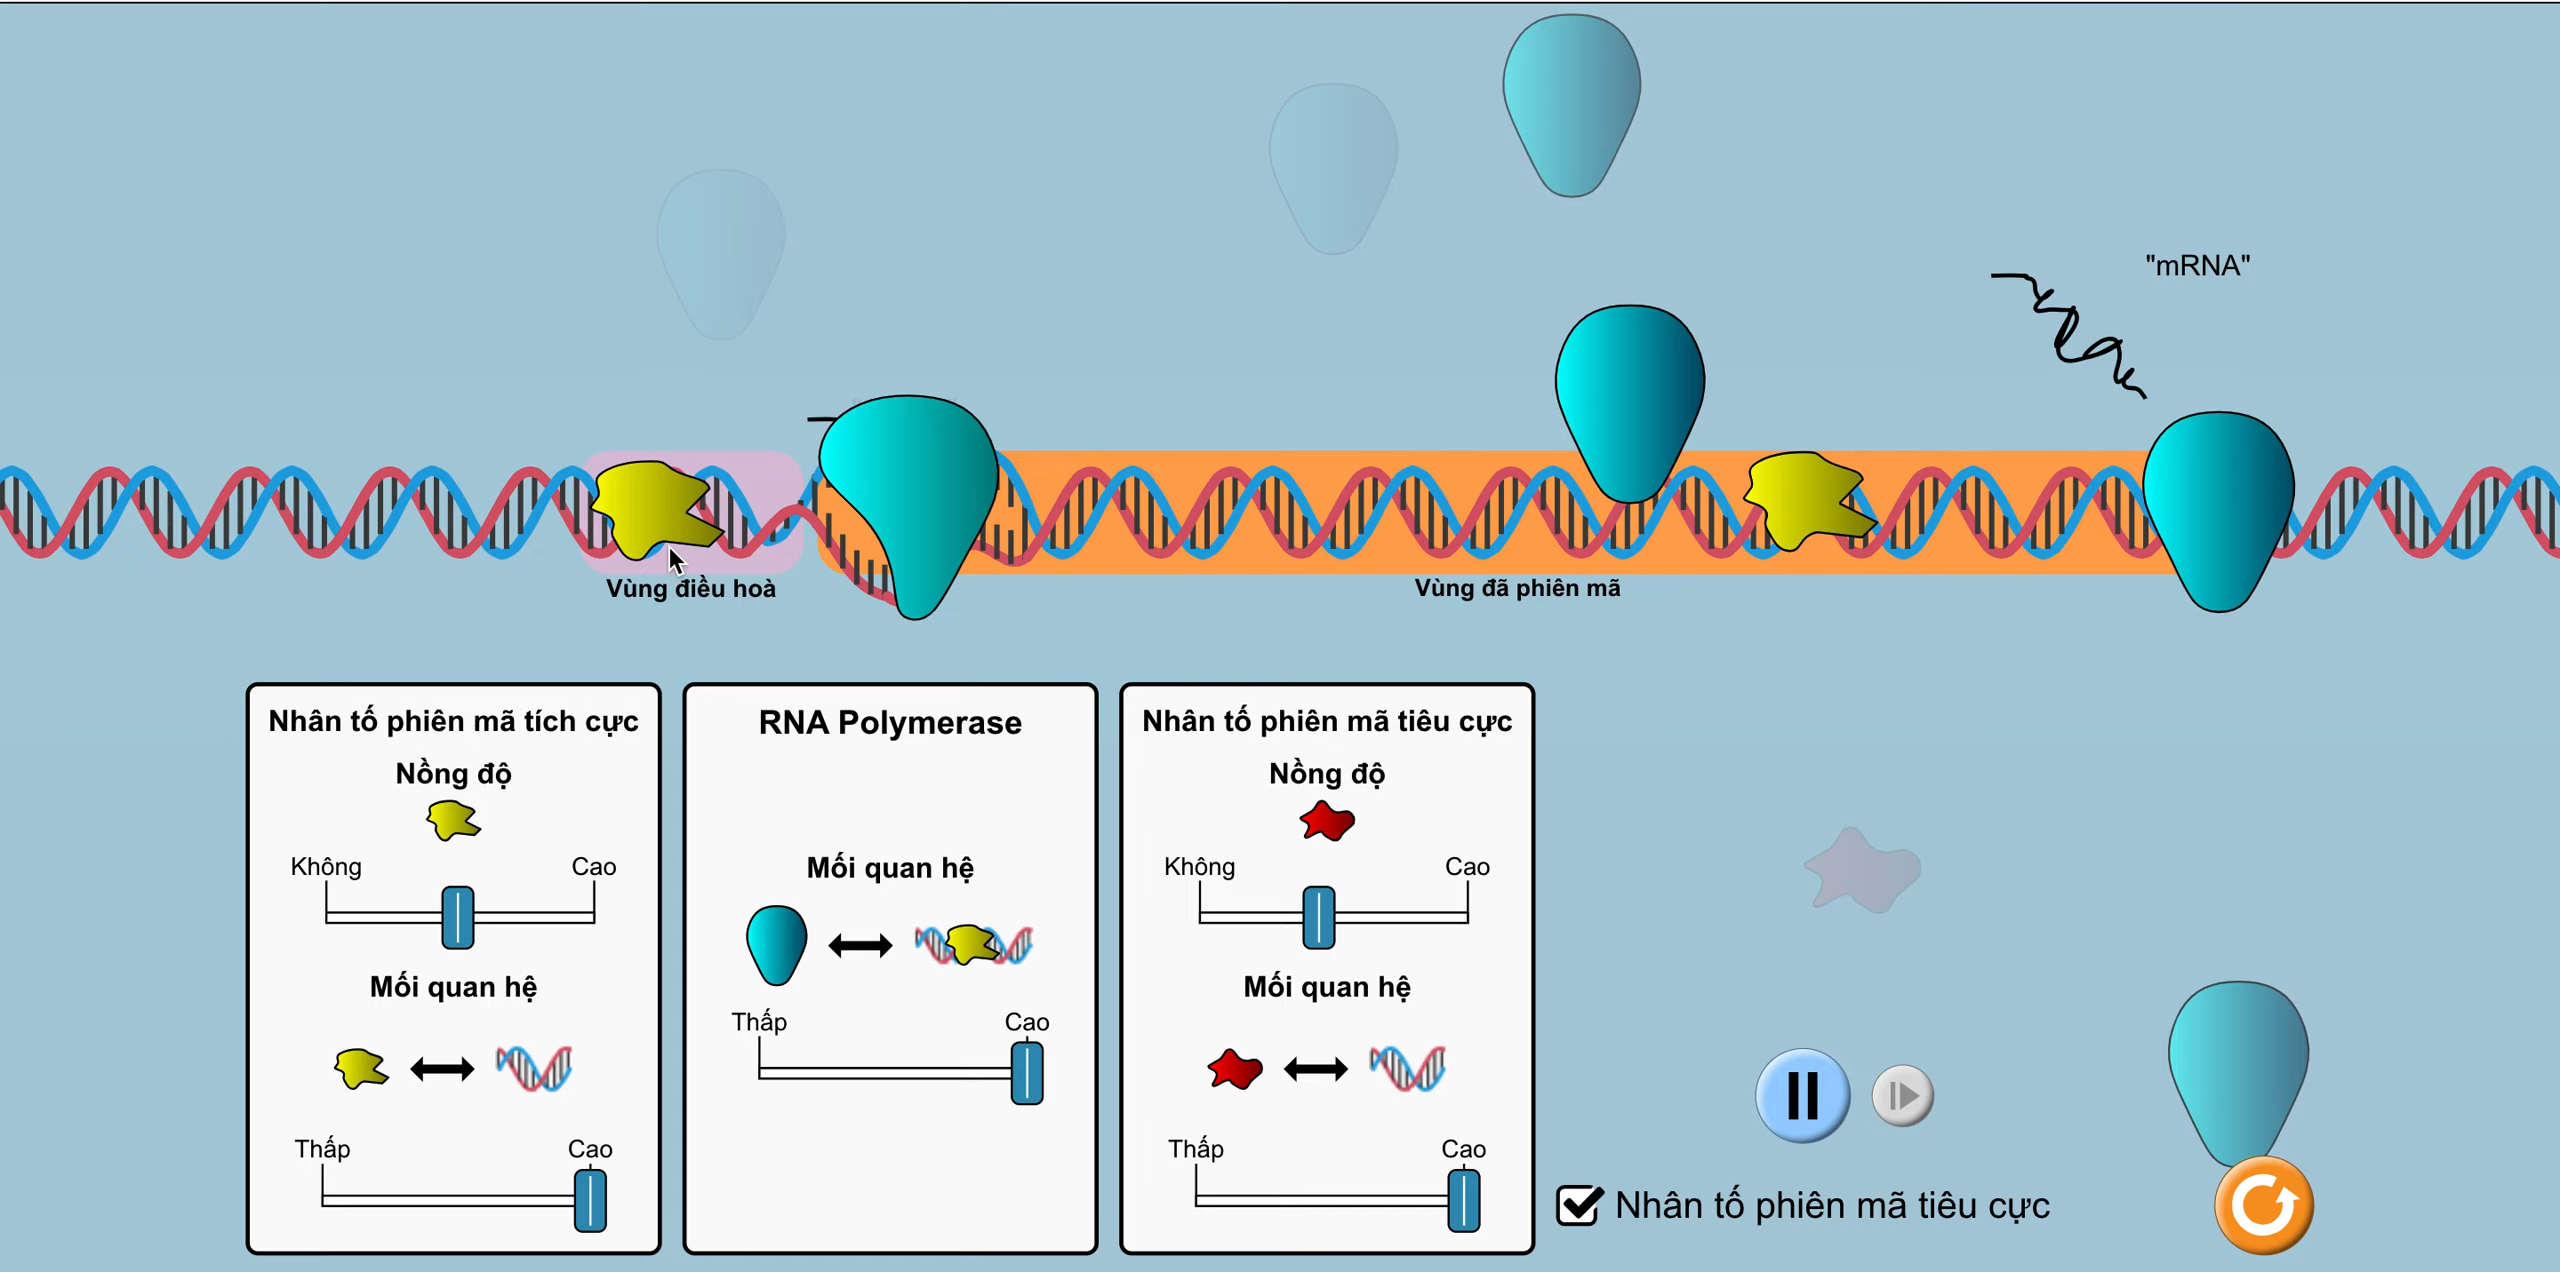 "mRNA"
Vùng điều hoà
Vùng đã phiên mã
Nhân tố phiên mã tích cực
Nồng độ
Không
Cao
Mối quan hệ
Thấp
Cao
RNA Polymerase
Mối quan hệ
Thấp
Cao
Nhân tố phiên mã tiêu cực
Nồng độ
Không
Cao
Mối quan hệ
Thấp
Cao
Nhân tố phiên mã tiêu cực